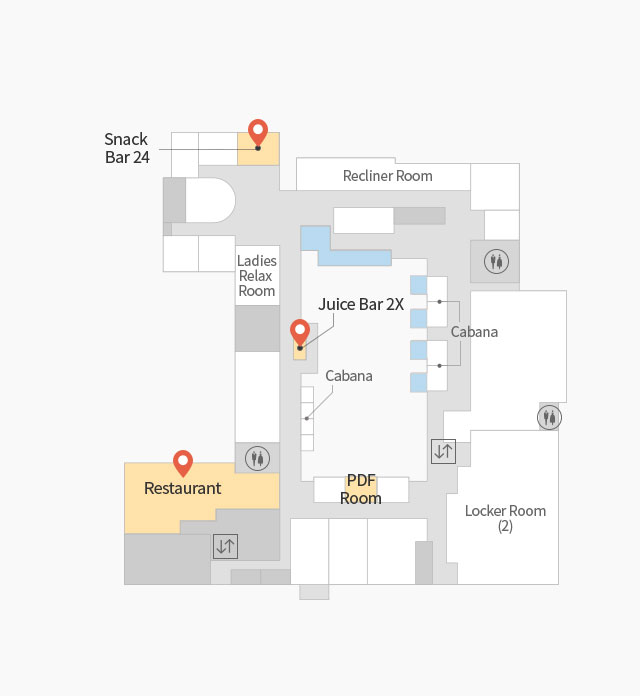 Snack
Bar 24
Recliner Room
Ladies
Relax
Room
Juice Bar 2X
Cabana
Cabana
Restaurant
PDF
Room
Locker Room
(2)